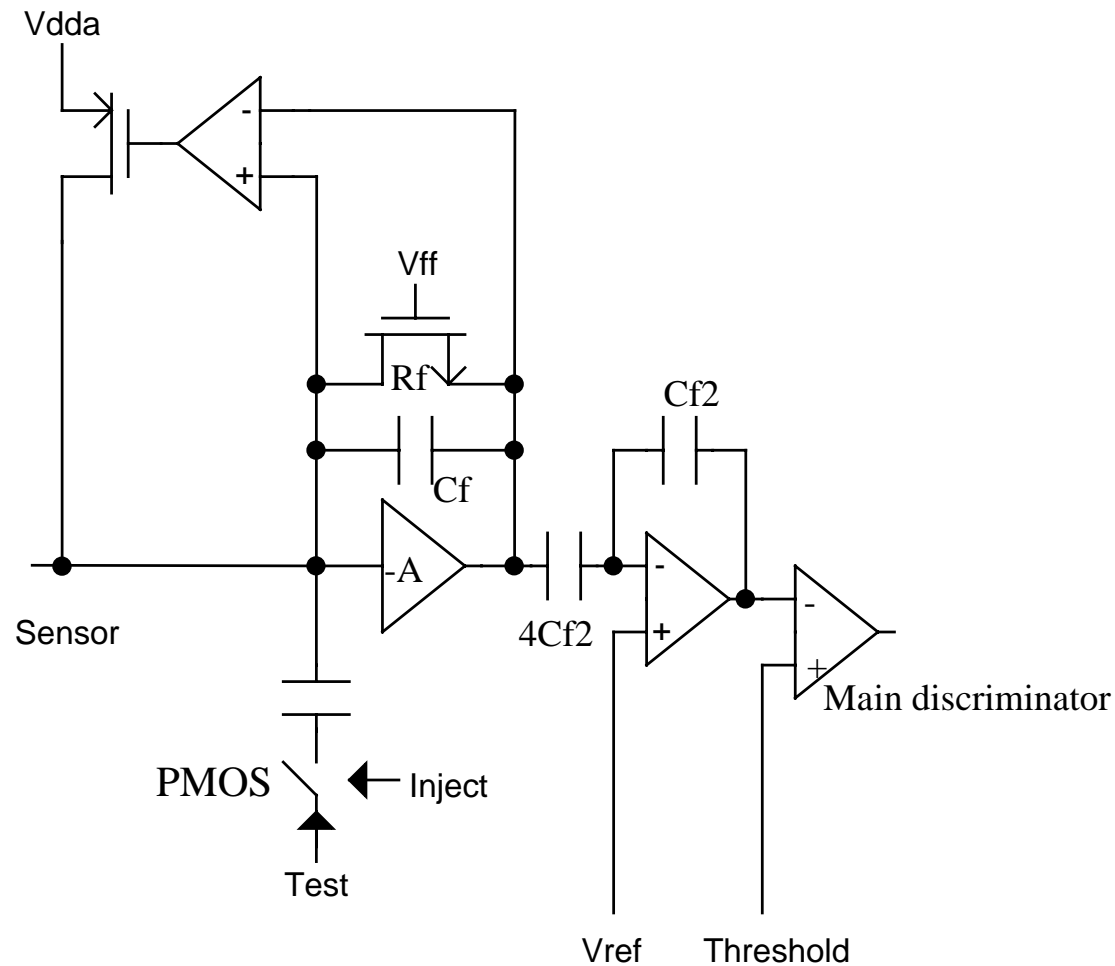 Vdda
-
+
Vff
Rf
Cf2
Cf
-A
-
-
4Cf2
+
Sensor
+
Main discriminator
PMOS
Inject
Test
Vref
Threshold